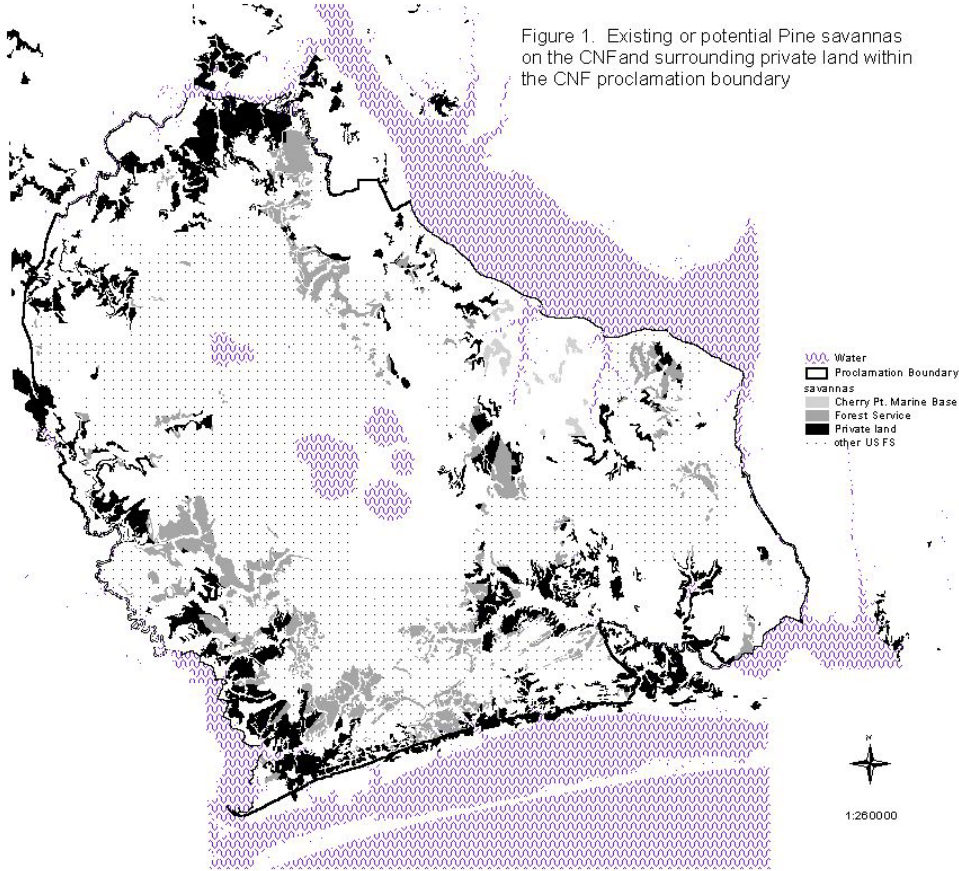 Figure 1. Existing or potential Pine savannas
on the CNFand surrounding private land within
the CNF proclamation boundary
Water
Proclamation Boundary
savannas
Cherry Pt. Marine Base
Forest Service
Private land
other USFS
N
1:260000